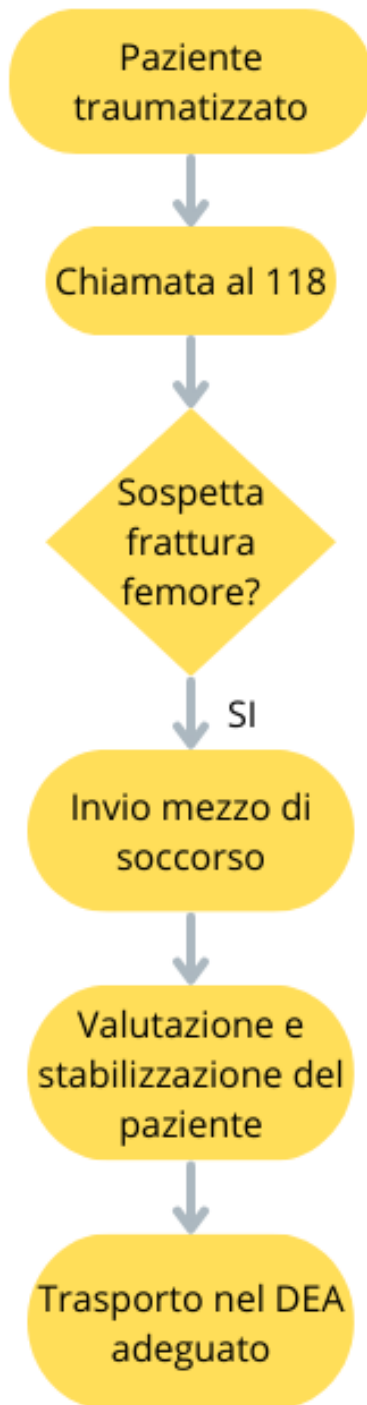 Paziente
traumatizzato
Chiamata al 118
Sospetta
frattura
femore?
SI
Invio mezzo di
soccorso
Valutazione e
stabilizzazione del
paziente
Trasporto nel DEA
adeguato